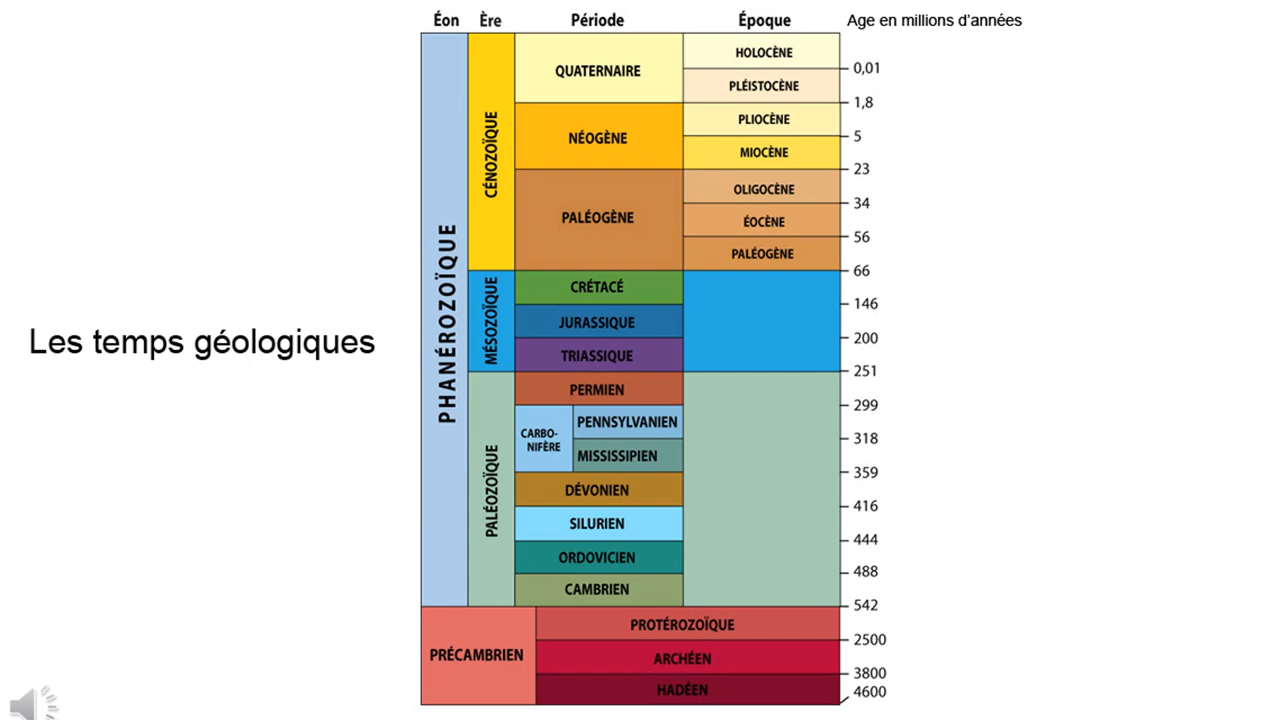 Éon Ère Période Époque Age en millions d'années
HOLOCÈNE
QUATERNAIRE
0,01
PLÉISTOCÈNE
1,8
PLIOCÈNE
NÉOGÈNE
5
MIOCÈNE
23
CÉNOZOÏQUE
OLIGOCÈNE
34
PALÉOGÈNE
ÉOCÈNE
56
PALÉOGÈNE
66
PHANÉROZOÏQUE
MÉSOZOÏQUE
CRÉTACÉ
146
JURASSIQUE
200
TRIASSIQUE
251
Les temps géologiques
PALÉOZOÏQUE
PERMIEN
299
CARBO-
NIFÈRE
PENNSYLVANIEN
318
MISSISSIPIEN
359
DÉVONIEN
416
SILURIEN
444
ORDOVICIEN
488
CAMBRIEN
542
PRÉCAMBRIEN
PROTÉROZOÏQUE
2500
ARCHÉEN
3800
HADÉEN
4600